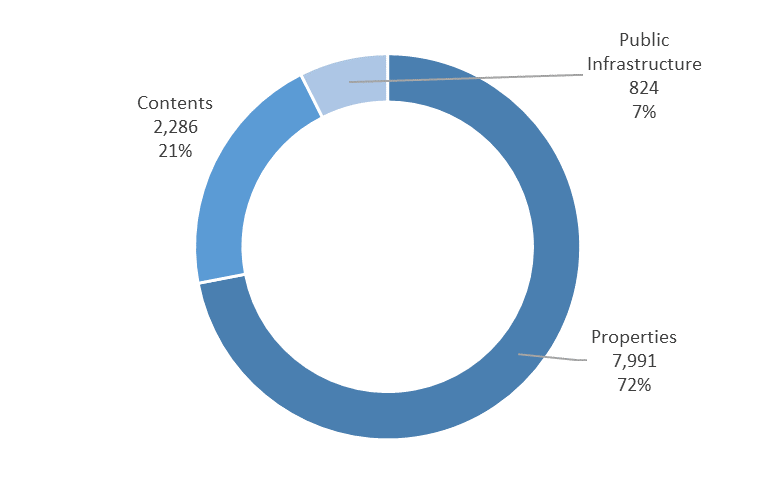 Public
Infrastructure
824
7%
Contents
2,286
21%
Properties
7,991
72%